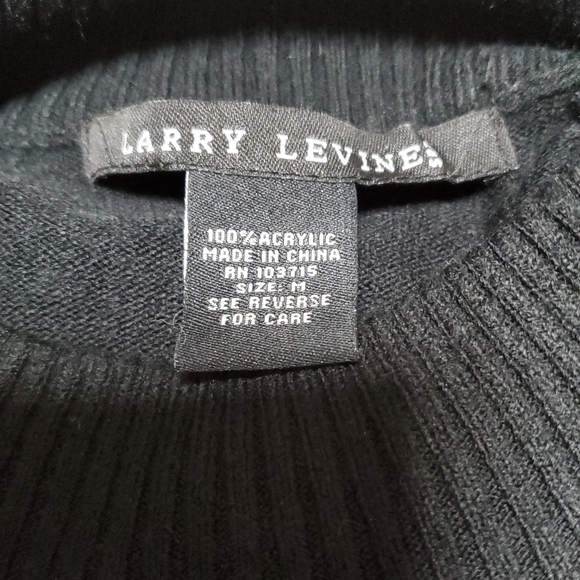 LARRY LEVINE
100% ACRYLIC
MADE IN CHINA
RN 103715
SIZE: M
SEE REVERSE
FOR CARE